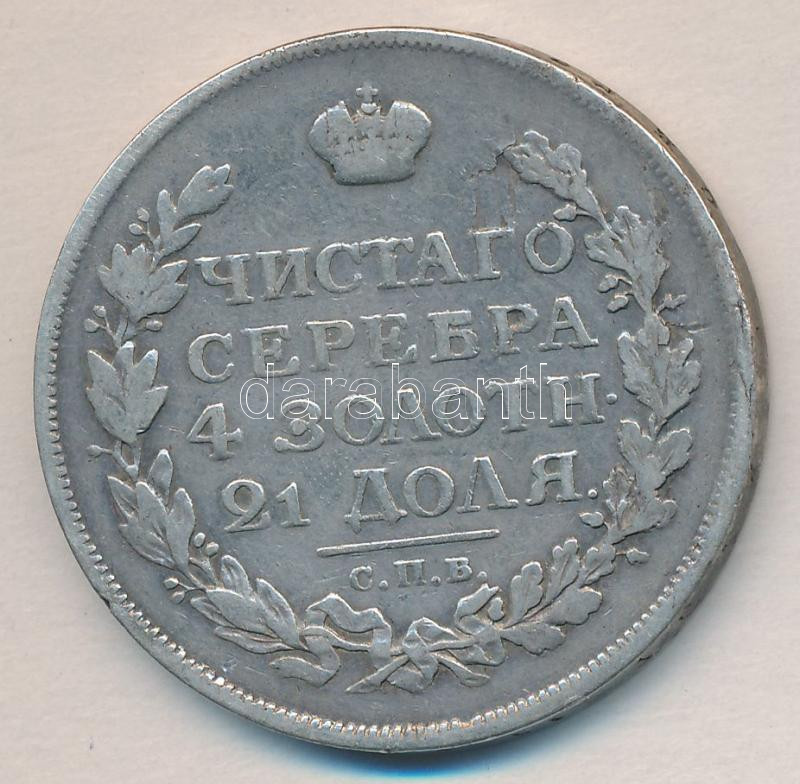 ЧИСТАГО
СЕРЕБРА
darabanth
4 ЗОЛОТН.
21 ДОЛЯ.
С.П.Б.